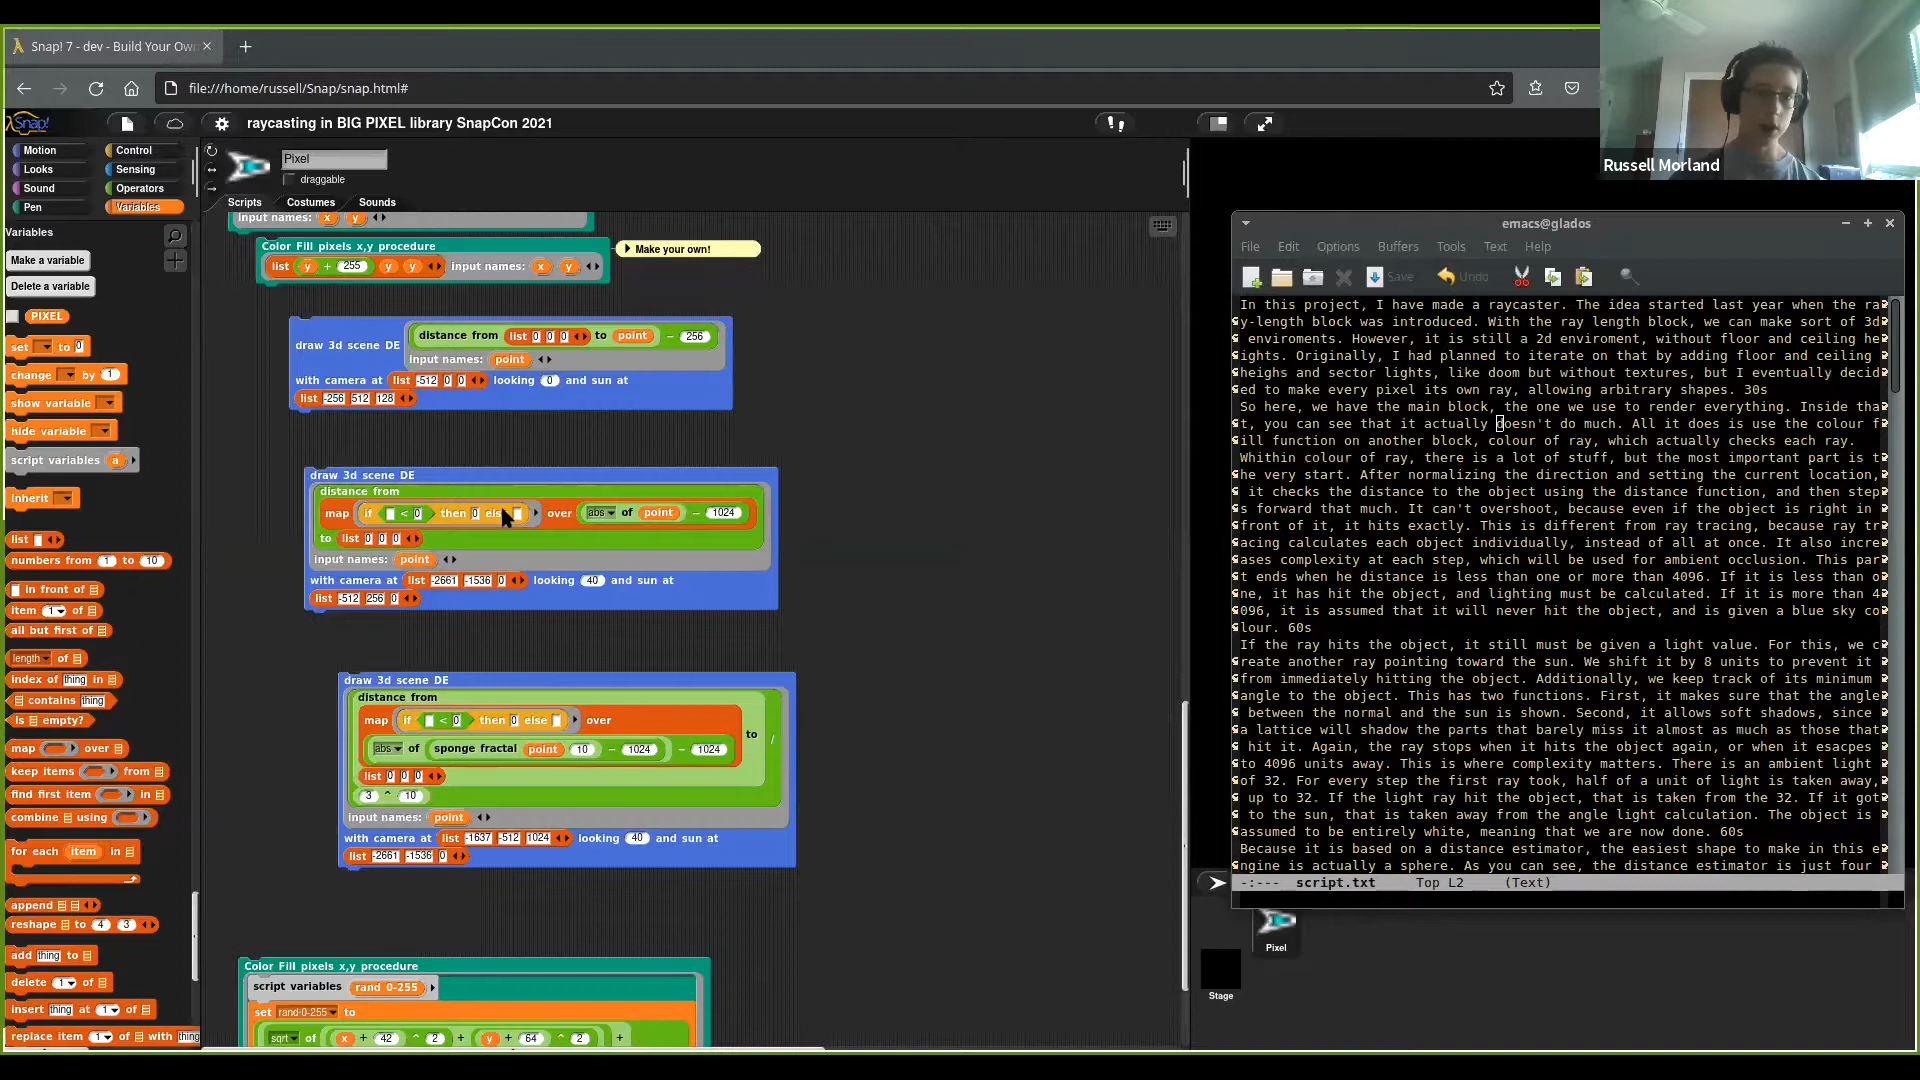 Snap! 7 - dev - Build Your Ow
file:///home/russell/Snap/snap.html#
Snap!
raycasting in BIG PIXEL library SnapCon 2021
Motion Control
Looks Sensing
Sound Operators
Pen Variables
Pixel
draggable
Scripts Costumes Sounds
Variables
Make a variable
Delete a variable
PIXEL
set to 0
change by 1
show variable
hide variable
script variables a
inherit
list
numbers from 1 to 10
in front of
item 1 of
all but first of
length of
index of thing in
contains thing
is empty?
map over
keep items from
find first item in
combine using
for each item in
append
reshape to 4 3
add thing to
delete 1 of
insert thing at 1 of
replace item 1 of with thing
input names: x y
Color Fill pixels x,y procedure
list y + 255 y y input names: x y
Make your own!
draw 3d scene DE distance from list 0 0 0 to point - 256
input names: point
with camera at list -512 0 0 looking 0 and sun at
list -256 512 128
draw 3d scene DE
distance from
map if < 0 then 0 else over abs of point - 1024
to list 0 0 0
input names: point
with camera at list -2661 -1536 0 looking 40 and sun at
list -512 256 0
draw 3d scene DE
distance from
map if < 0 then 0 else over
abs of sponge fractal point 10 - 1024 - 1024 to /
list 0 0 0
3 ^ 10
input names: point
with camera at list -1637 -512 1024 looking 40 and sun at
list -2661 -1536 0
Color Fill pixels x,y procedure
script variables rand 0-255
set rand 0-255 to
sqrt of x + 42 ^ 2 + y + 64 ^ 2 +
Russell Morland
emacs@glados
File Edit Options Buffers Tools Text Help
Save Undo
In this project, I have made a raycaster. The idea started last year when the ra
y-length block was introduced. With the ray length block, we can make sort of 3d
enviroments. However, it is still a 2d enviroment, without floor and ceiling he
ights. Originally, I had planned to iterate on that by adding floor and ceiling
heighs and sector lights, like doom but without textures, but I eventually decid
ed to make every pixel its own ray, allowing arbitrary shapes. 30s
So here, we have the main block, the one we use to render everything. Inside tha
t, you can see that it actually doesn't do much. All it does is use the colour f
ill function on another block, colour of ray, which actually checks each ray.
Whithin colour of ray, there is a lot of stuff, but the most important part is t
he very start. After normalizing the direction and setting the current location,
it checks the distance to the object using the distance function, and then step
s forward that much. It can't overshoot, because even if the object is right in
front of it, it hits exactly. This is different from ray tracing, because ray tr
acing calculates each object individually, instead of all at once. It also incre
ases complexity at each step, which will be used for ambient occlusion. This par
t ends when he distance is less than one or more than 4096. If it is less than o
ne, it has hit the object, and lighting must be calculated. If it is more than 4
096, it is assumed that it will never hit the object, and is given a blue sky co
lour. 60s
If the ray hits the object, it still must be given a light value. For this, we c
reate another ray pointing toward the sun. We shift it by 8 units to prevent it
from immediately hitting the object. Additionally, we keep track of its minimum
angle to the object. This has two functions. First, it makes sure that the angle
between the normal and the sun is shown. Second, it allows soft shadows, since
a lattice will shadow the parts that barely miss it almost as much as those that
hit it. Again, the ray stops when it hits the object again, or when it esacpes
to 4096 units away. This is where complexity matters. There is an ambient light
of 32. For every step the first ray took, half of a unit of light is taken away,
up to 32. If the light ray hit the object, that is taken from the 32. If it got
to the sun, that is taken away from the angle light calculation. The object is
assumed to be entirely white, meaning that we are now done. 60s
Because it is based on a distance estimator, the easiest shape to make in this e
ngine is actually a sphere. As you can see, the distance estimator is just four
-:--- script.txt Top L2 (Text)
Pixel
Stage